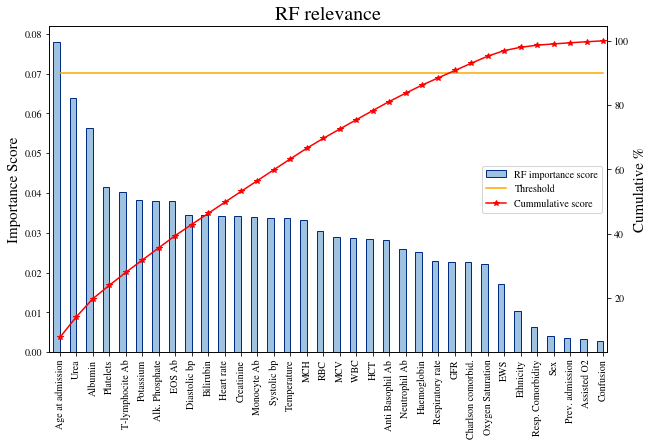 RF relevance
0.08
0.07
0.06
0.05
0.04
0.03
0.02
0.01
0.00
Importance Score
100
80
60
40
20
Cumulative %
RF importance score
Threshold
Cummulative score
Age at admission
Urea
Albumin
Platelets
T-lymphocite Ab
Potassium
Alk. Phosphate
EOS Ab
Diastolic bp
Bilirubin
Heart rate
Creatinine
Monocyte Ab
Systolic bp
Temperature
MCH
RBC
MCV
WBC
HCT
Anti Basophil Ab
Neutrophil Ab
Haemoglobin
Respiratory rate
GFR
Charlson comorbid.
Oxygen Saturation
EWS
Ethnicity
Resp. Comorbidity
Sex
Prev. admission
Assisted O2
Confusion